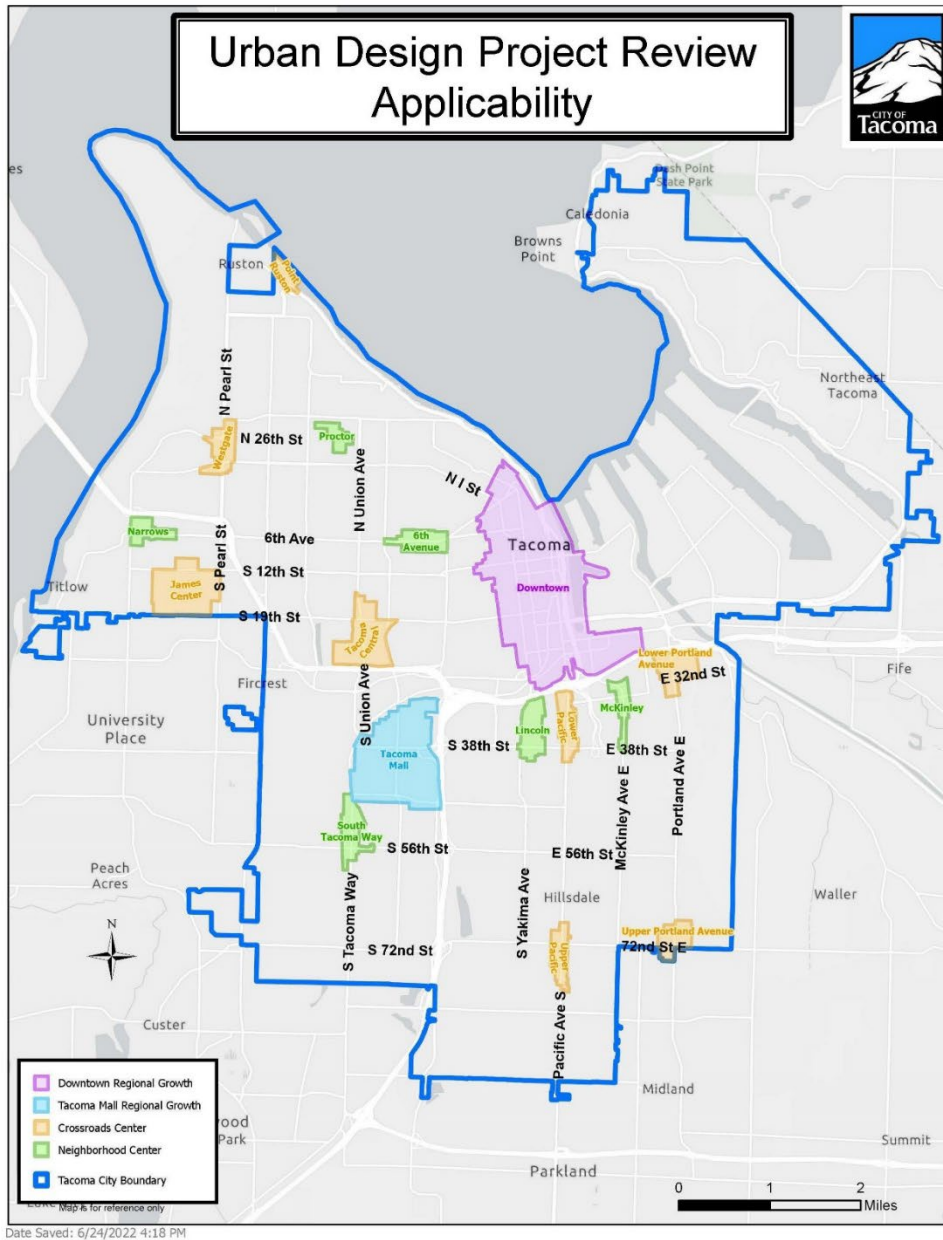 Urban Design Project Review
Applicability
CITY OF
Tacoma
es
Dash Point
State Park
Caledonia
Browns
Point
Ruston
Point
Ruston
N Pearl St
Northeast
Tacoma
Westgate
N 26th St
Proctor
N Union Ave
N I St
Narrows
6th Ave
6th
Avenue
Tacoma
S Pearl St
S 12th St
Downtown
Titlow
James
Center
S 19th St
Tacoma
Central
Lower Portland
Avenue
E 32nd St
Fife
Fircrest
S Union Ave
McKinley
University
Place
Lincoln
Lower
Pacific
S 38th St
E 38th St
Tacoma
Mall
McKinley Ave E
Portland Ave E
South
Tacoma Way
S 56th St
E 56th St
Peach
Acres
Hillsdale
Waller
S Tacoma Way
S Yakima Ave
Upper Portland Avenue
N
S 72nd St
72nd St E
Upper
Pacific
Pacific Ave S
Custer
Midland
Downtown Regional Growth
Tacoma Mall Regional Growth
Crossroads Center
Neighborhood Center
Tacoma City Boundary
Map is for reference only
wood
Park
Summit
Parkland
0 1 2
Miles
Date Saved: 6/24/2022 4:18 PM